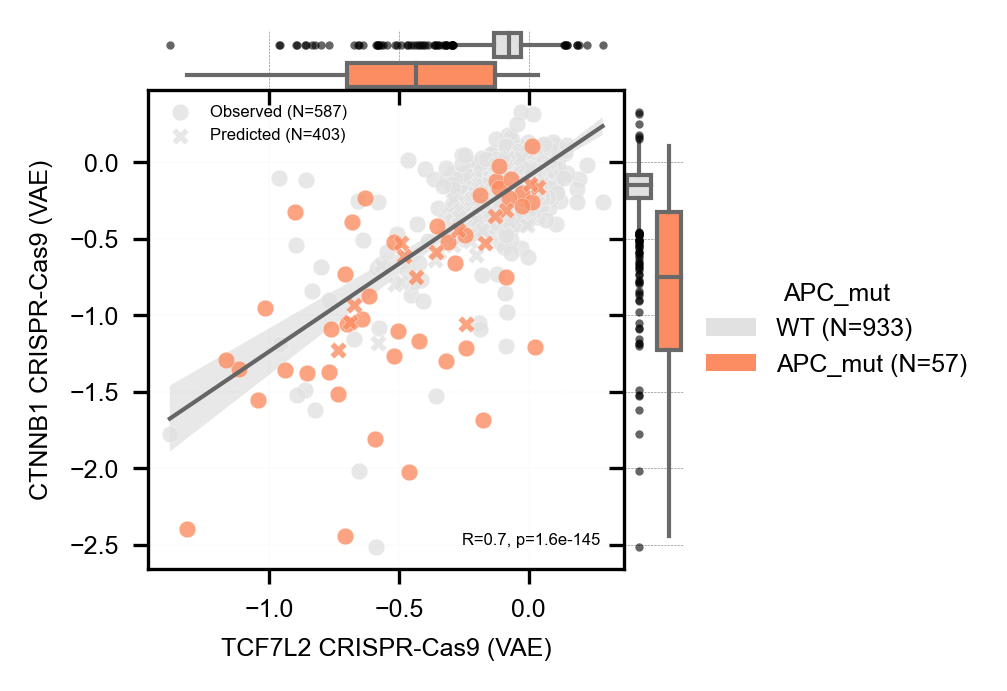 Observed (N=587)
Predicted (N=403)
0.0
−0.5
−1.0
−1.5
−2.0
−2.5
CTNNB1 CRISPR-Cas9 (VAE)
R=0.7, p=1.6e-145
−1.0
−0.5
0.0
TCF7L2 CRISPR-Cas9 (VAE)
APC_mut
WT (N=933)
APC_mut (N=57)